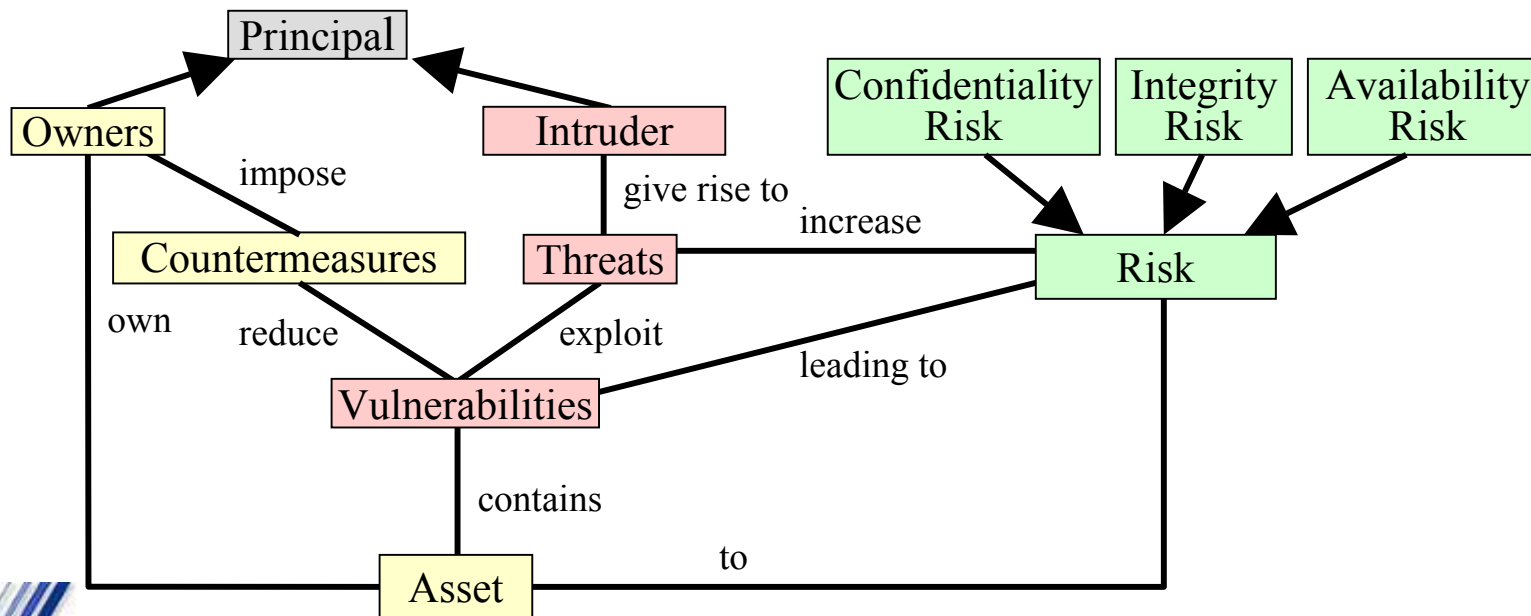 Principal
Confidentiality
Risk
Integrity
Risk
Availability
Risk
Owners
Intruder
impose
give rise to
increase
Countermeasures
Threats
Risk
own
reduce
exploit
leading to
Vulnerabilities
contains
to
Asset